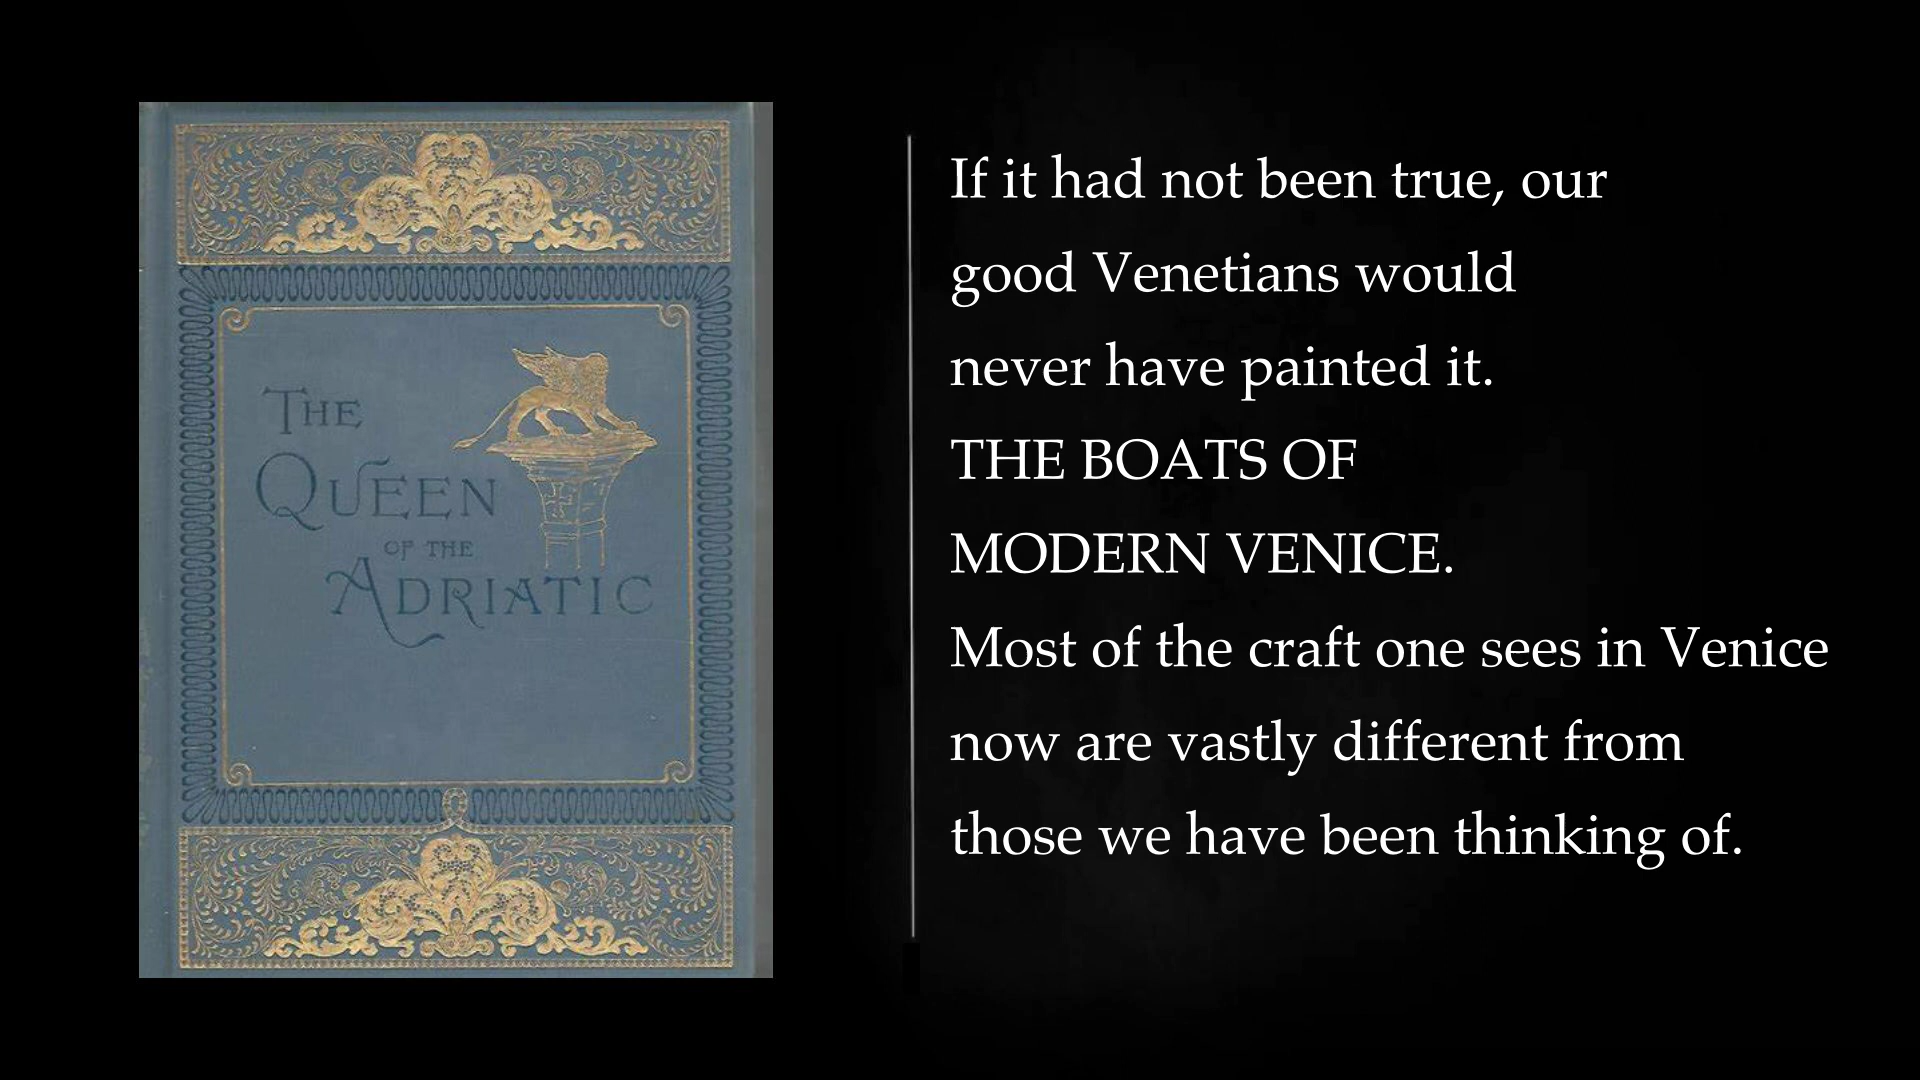 THE
QUEEN
OF THE
ADRIATIC
If it had not been true, our
good Venetians would
never have painted it.
THE BOATS OF
MODERN VENICE.
Most of the craft one sees in Venice
now are vastly different from
those we have been thinking of.